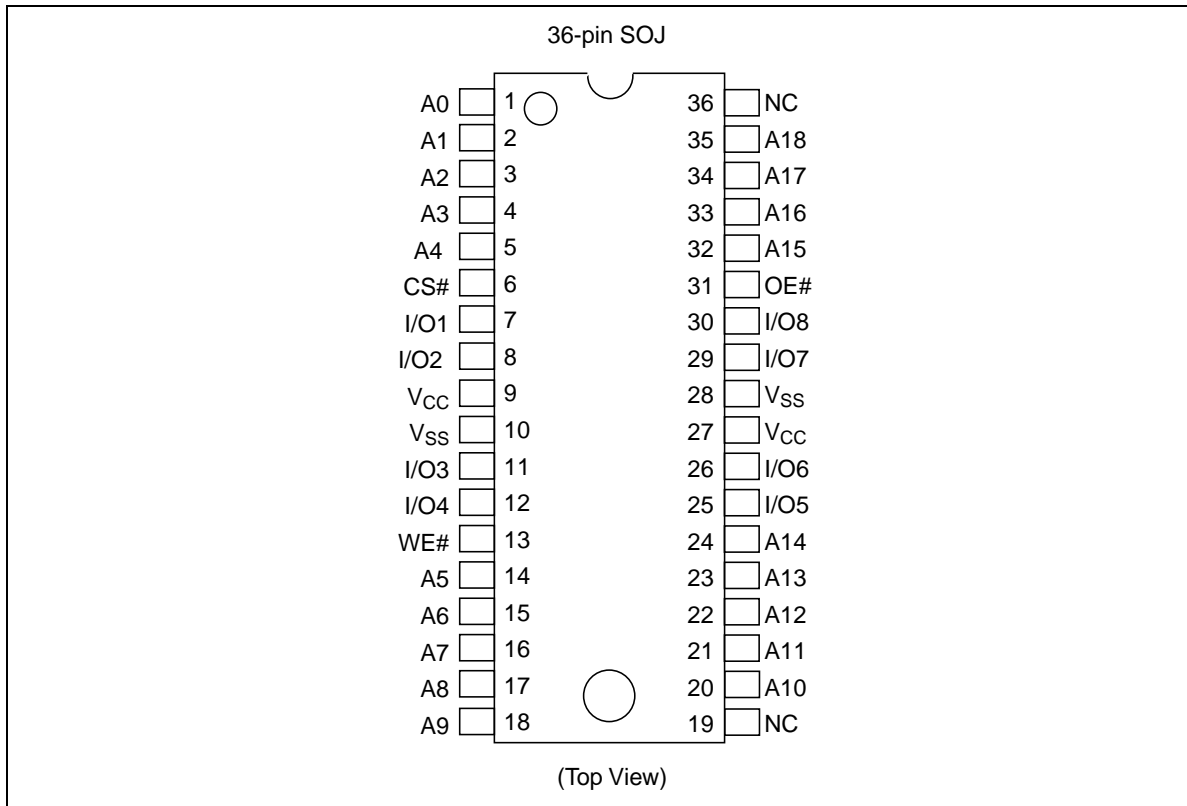 36-pin SOJ
A0 1 36 NC
A1 2 35 A18
A2 3 34 A17
A3 4 33 A16
A4 5 32 A15
CS# 6 31 OE#
I/O1 7 30 I/O8
I/O2 8 29 I/O7
VCC 9 28 VSS
VSS 10 27 VCC
I/O3 11 26 I/O6
I/O4 12 25 I/O5
WE# 13 24 A14
A5 14 23 A13
A6 15 22 A12
A7 16 21 A11
A8 17 20 A10
A9 18 19 NC
(Top View)